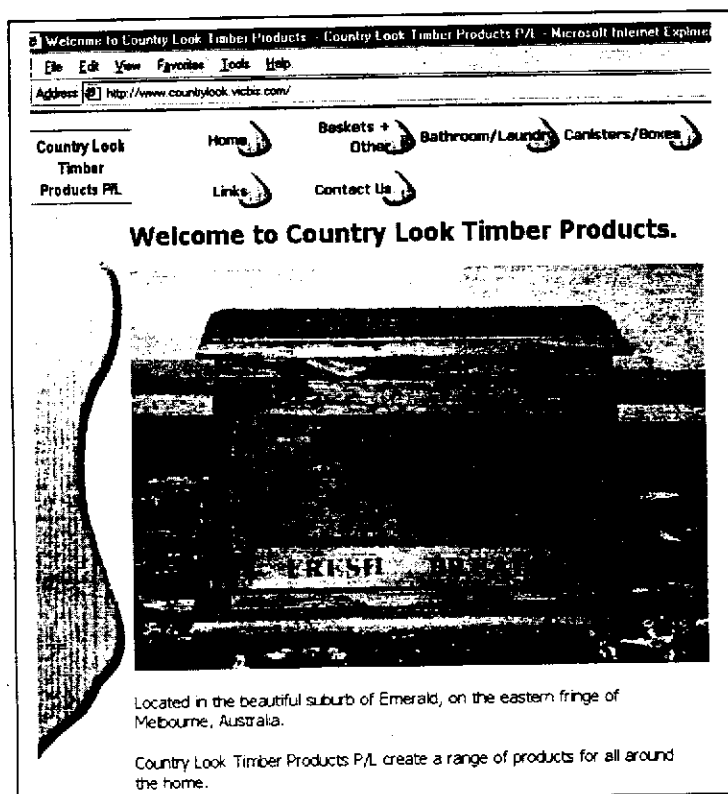 Welcome to Country Look Timber Products - Country Look Timber Products P/L - Microsoft Internet Explorer
File Edit View Favorites Tools Help
Address http://www.countrylook.vicbis.com/
Country Look
Timber
Products P/L
Home
Baskets +
Other
Bathroom/Laundry
Canisters/Boxes
Links
Contact Us
Welcome to Country Look Timber Products.
FRESH
Located in the beautiful suburb of Emerald, on the eastern fringe of
Melbourne, Australia.
Country Look Timber Products P/L create a range of products for all around
the home.